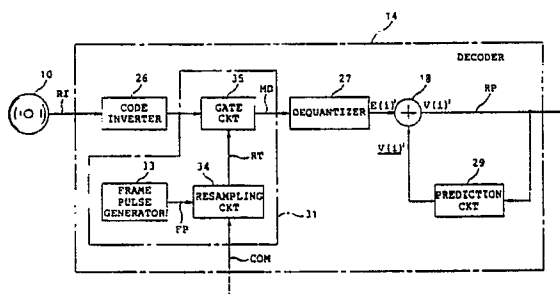 14
DECODER
10
RI
26
CODE
INVERTER
35
GATE
CKT
MD
27
DEQUANTIZER
E(i)'
18
+
V(i)'
RP
RT
V(i)'
33
FRAME
PULSE
GENERATOR
FP
34
RESAMPLING
CKT
31
29
PREDICTION
CKT
COM